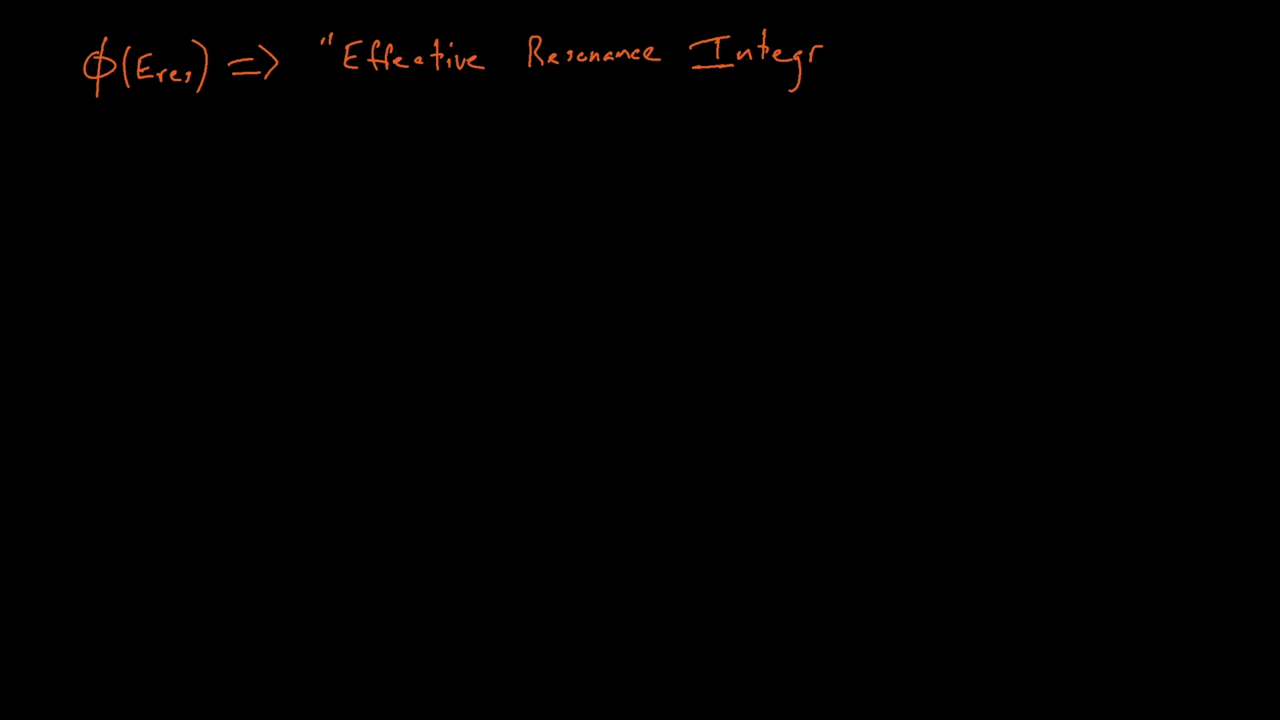 ϕ(Eres) => "Effective Resonance Integr